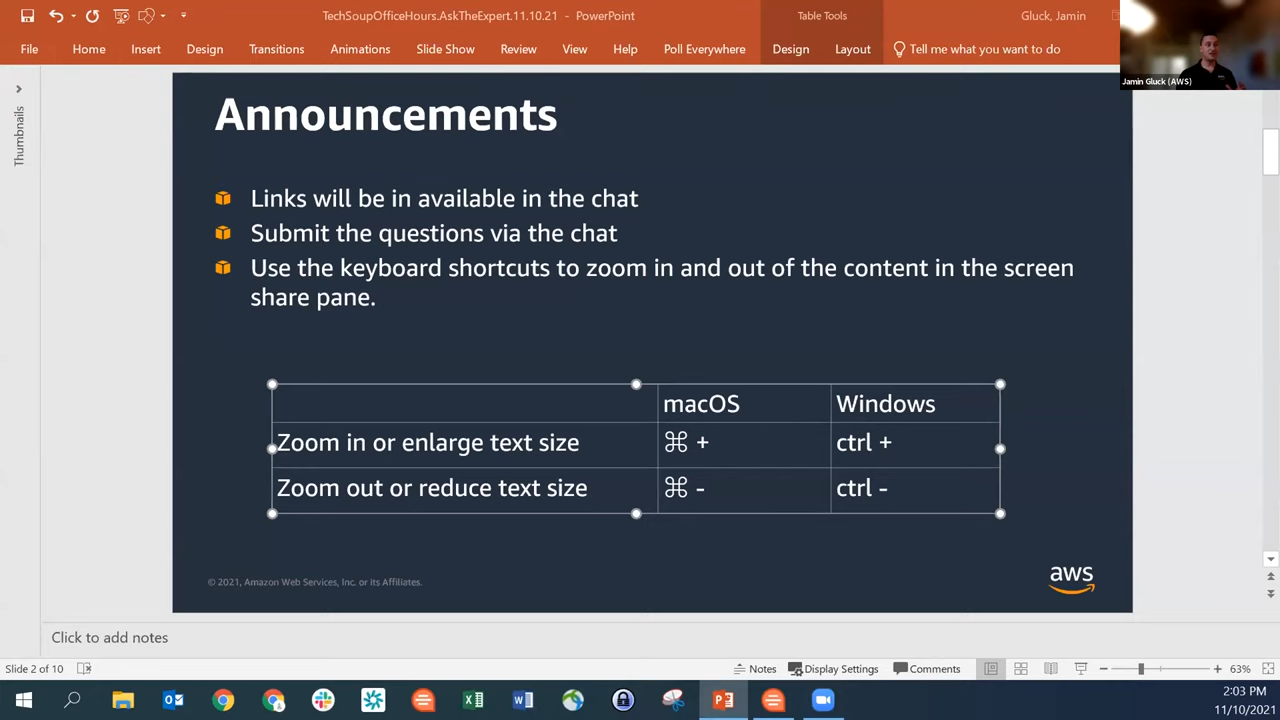 TechSoupOfficeHours.AskTheExpert.11.10.21 - PowerPoint
Table Tools
Gluck, Jamin
File Home Insert Design Transitions Animations Slide Show Review View Help Poll Everywhere Design Layout Tell me what you want to do
Jamin Gluck (AWS)
Thumbnails
Announcements
Links will be in available in the chat
Submit the questions via the chat
Use the keyboard shortcuts to zoom in and out of the content in the screen
share pane.
macOS Windows
Zoom in or enlarge text size ⌘ + ctrl +
Zoom out or reduce text size ⌘ - ctrl -
© 2021, Amazon Web Services, Inc. or its Affiliates.
aws
Click to add notes
Slide 2 of 10 Notes Display Settings Comments 63%
2:03 PM
11/10/2021